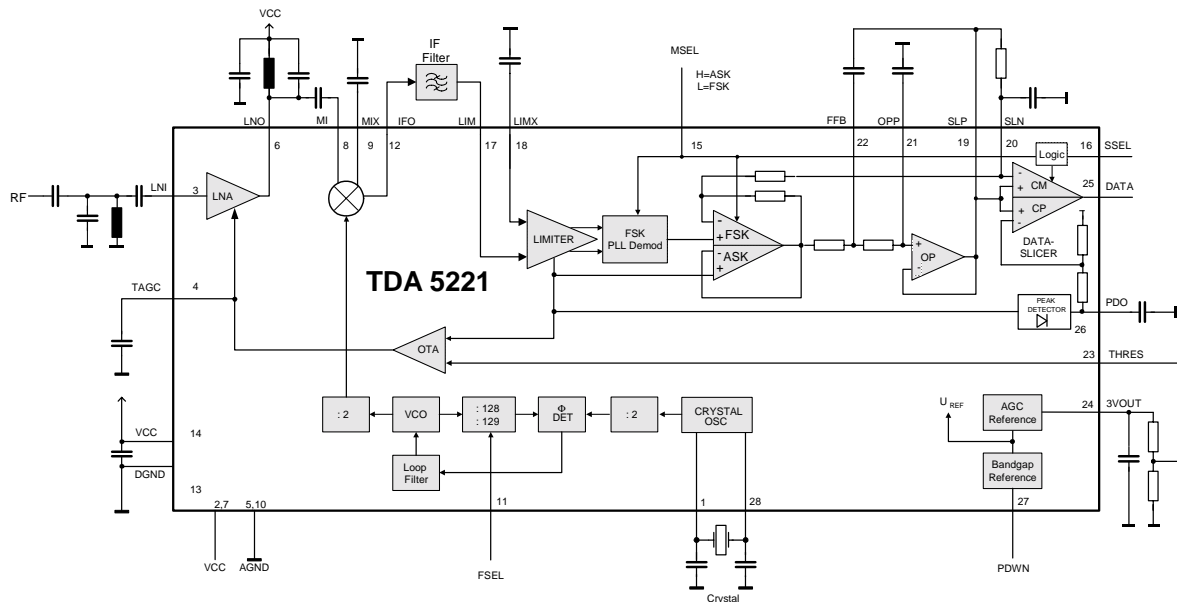 VCC
IF
Filter
MSEL
H=ASK
L=FSK
LNO
MI
MIX
IFO
LIM
LIMX
FFB
OPP
SLP
SLN
6
8
9
12
17
18
15
22
21
19
20
16
SSEL
Logic
RF
LNI
3
LNA
25
DATA
CM
CP
+
-
+
-
LIMITER
FSK
PLL Demod
-
+
FSK
-
+
ASK
+
-
OP
DATA-
SLICER
TDA 5221
TAGC
4
PEAK
DETECTOR
26
PDO
OTA
23
THRES
: 2
VCO
: 128
: 129
Φ
DET
: 2
CRYSTAL
OSC
U REF
AGC
Reference
24
3VOUT
VCC
14
DGND
Loop
Filter
Bandgap
Reference
13
2,7
5,10
11
1
28
27
VCC
AGND
FSEL
PDWN
Crystal